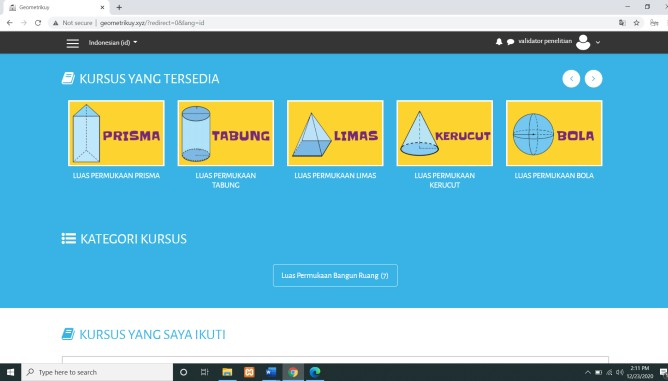 Geometrikuy
Not secure | geometrikuy.xyz/?redirect=0&lang=id
Indonesian (id)
validator penelitian
KURSUS YANG TERSEDIA
PRISMA
TABUNG
LIMAS
KERUCUT
BOLA
LUAS PERMUKAAN PRISMA
LUAS PERMUKAAN
TABUNG
LUAS PERMUKAAN LIMAS
LUAS PERMUKAAN
KERUCUT
LUAS PERMUKAAN BOLA
KATEGORI KURSUS
Luas Permukaan Bangun Ruang (7)
KURSUS YANG SAYA IKUTI
Type here to search
2:11 PM
12/23/2020